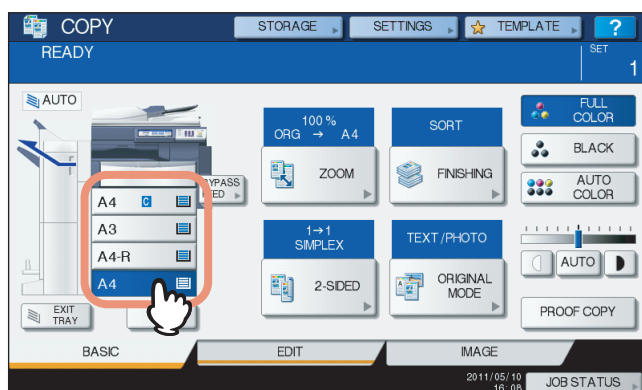 COPY
STORAGE
SETTINGS
TEMPLATE
?
READY
SET
1
AUTO
100 %
ORG → A4
SORT
FULL
COLOR
BLACK
ZOOM
FINISHING
AUTO
COLOR
YPASS
ED
A4 C
A3
A4-R
A4
1→1
SIMPLEX
TEXT/PHOTO
2-SIDED
ORIGINAL
MODE
AUTO
EXIT
TRAY
PROOF COPY
BASIC
EDIT
IMAGE
2011/05/10
16:08
JOB STATUS